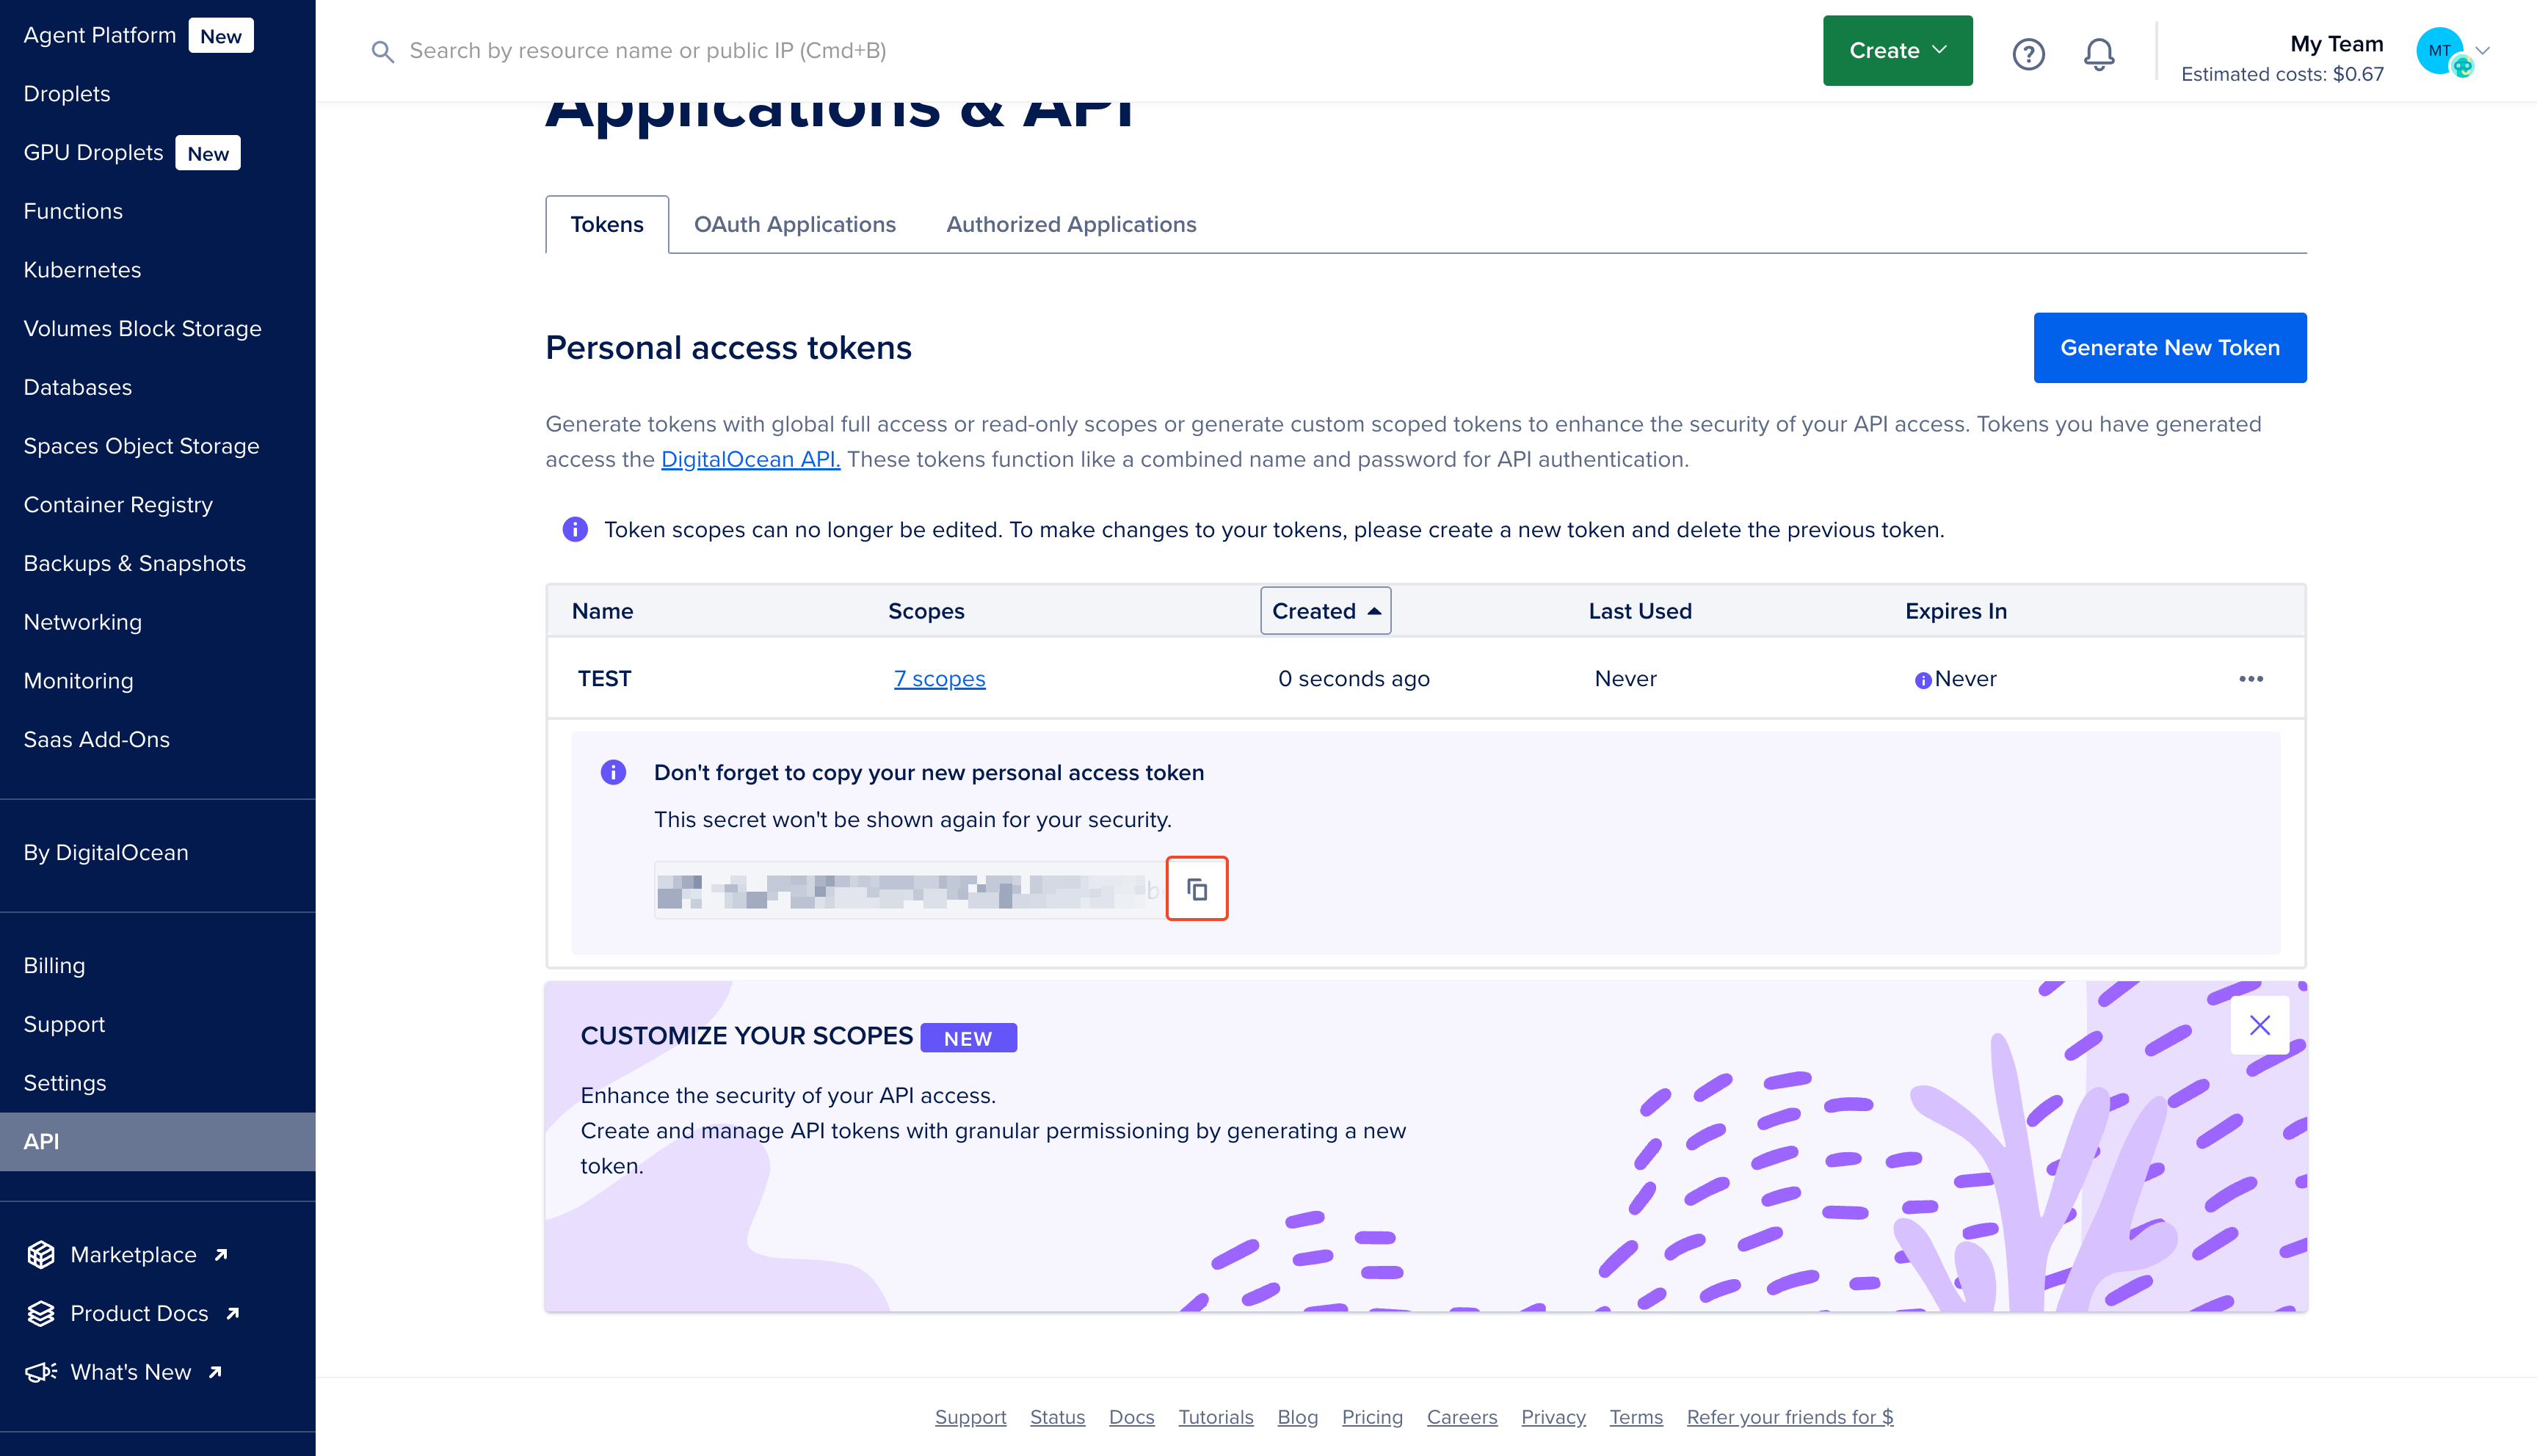 Agent Platform New
Droplets
GPU Droplets New
Functions
Kubernetes
Volumes Block Storage
Databases
Spaces Object Storage
Container Registry
Backups & Snapshots
Networking
Monitoring
Saas Add-Ons
By DigitalOcean
Billing
Support
Settings
API
Marketplace
Product Docs
What's New
Search by resource name or public IP (Cmd+B)
Create
My Team
Estimated costs: $0.67
MT
Applications & API
Tokens OAuth Applications Authorized Applications
Personal access tokens
Generate New Token
Generate tokens with global full access or read-only scopes or generate custom scoped tokens to enhance the security of your API access. Tokens you have generated
access the DigitalOcean API. These tokens function like a combined name and password for API authentication.
Token scopes can no longer be edited. To make changes to your tokens, please create a new token and delete the previous token.
Name Scopes Created Last Used Expires In
TEST 7 scopes 0 seconds ago Never Never
Don't forget to copy your new personal access token
This secret won't be shown again for your security.
CUSTOMIZE YOUR SCOPES NEW
Enhance the security of your API access.
Create and manage API tokens with granular permissioning by generating a new
token.
Support Status Docs Tutorials Blog Pricing Careers Privacy Terms Refer your friends for $